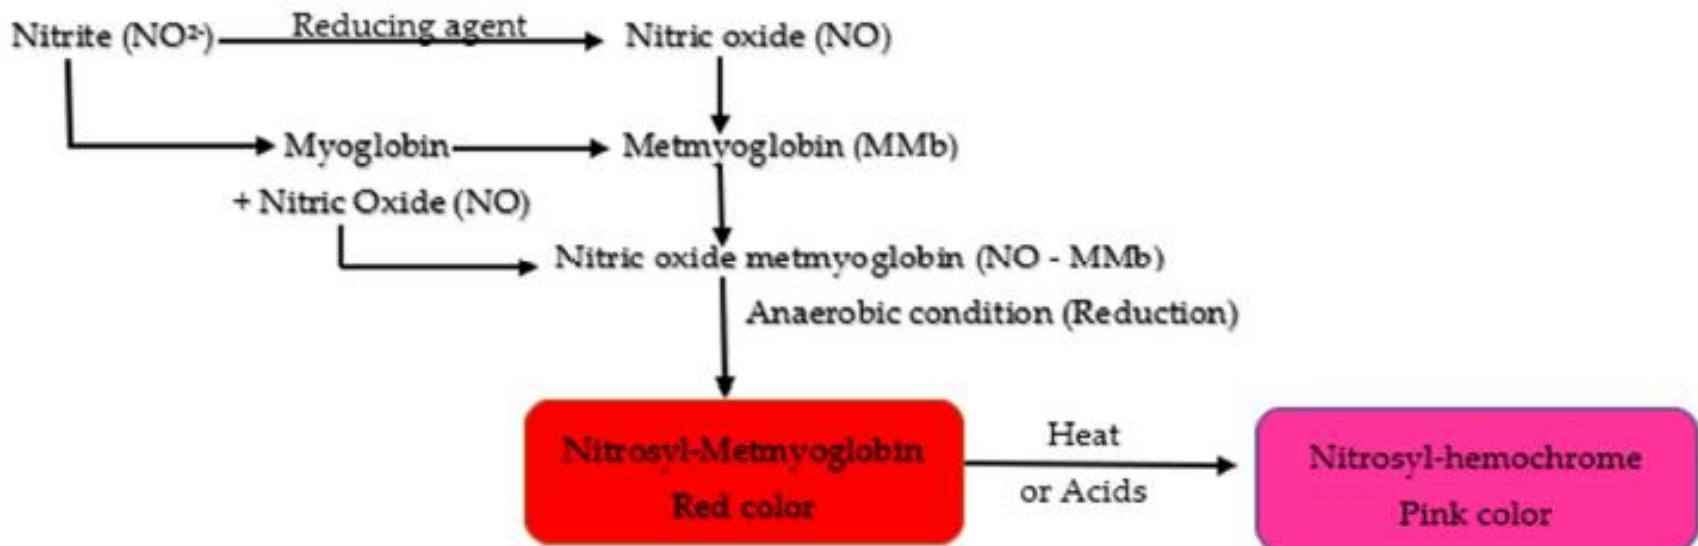 Nitrite (NO²⁻) Reducing agent Nitric oxide (NO)
Myoglobin Metmyoglobin (MMb)
+ Nitric Oxide (NO)
Nitric oxide metmyoglobin (NO - MMb)
Anaerobic condition (Reduction)
Nitrosyl-Metmyoglobin
Red color
Heat
or Acids
Nitrosyl-hemochrome
Pink color